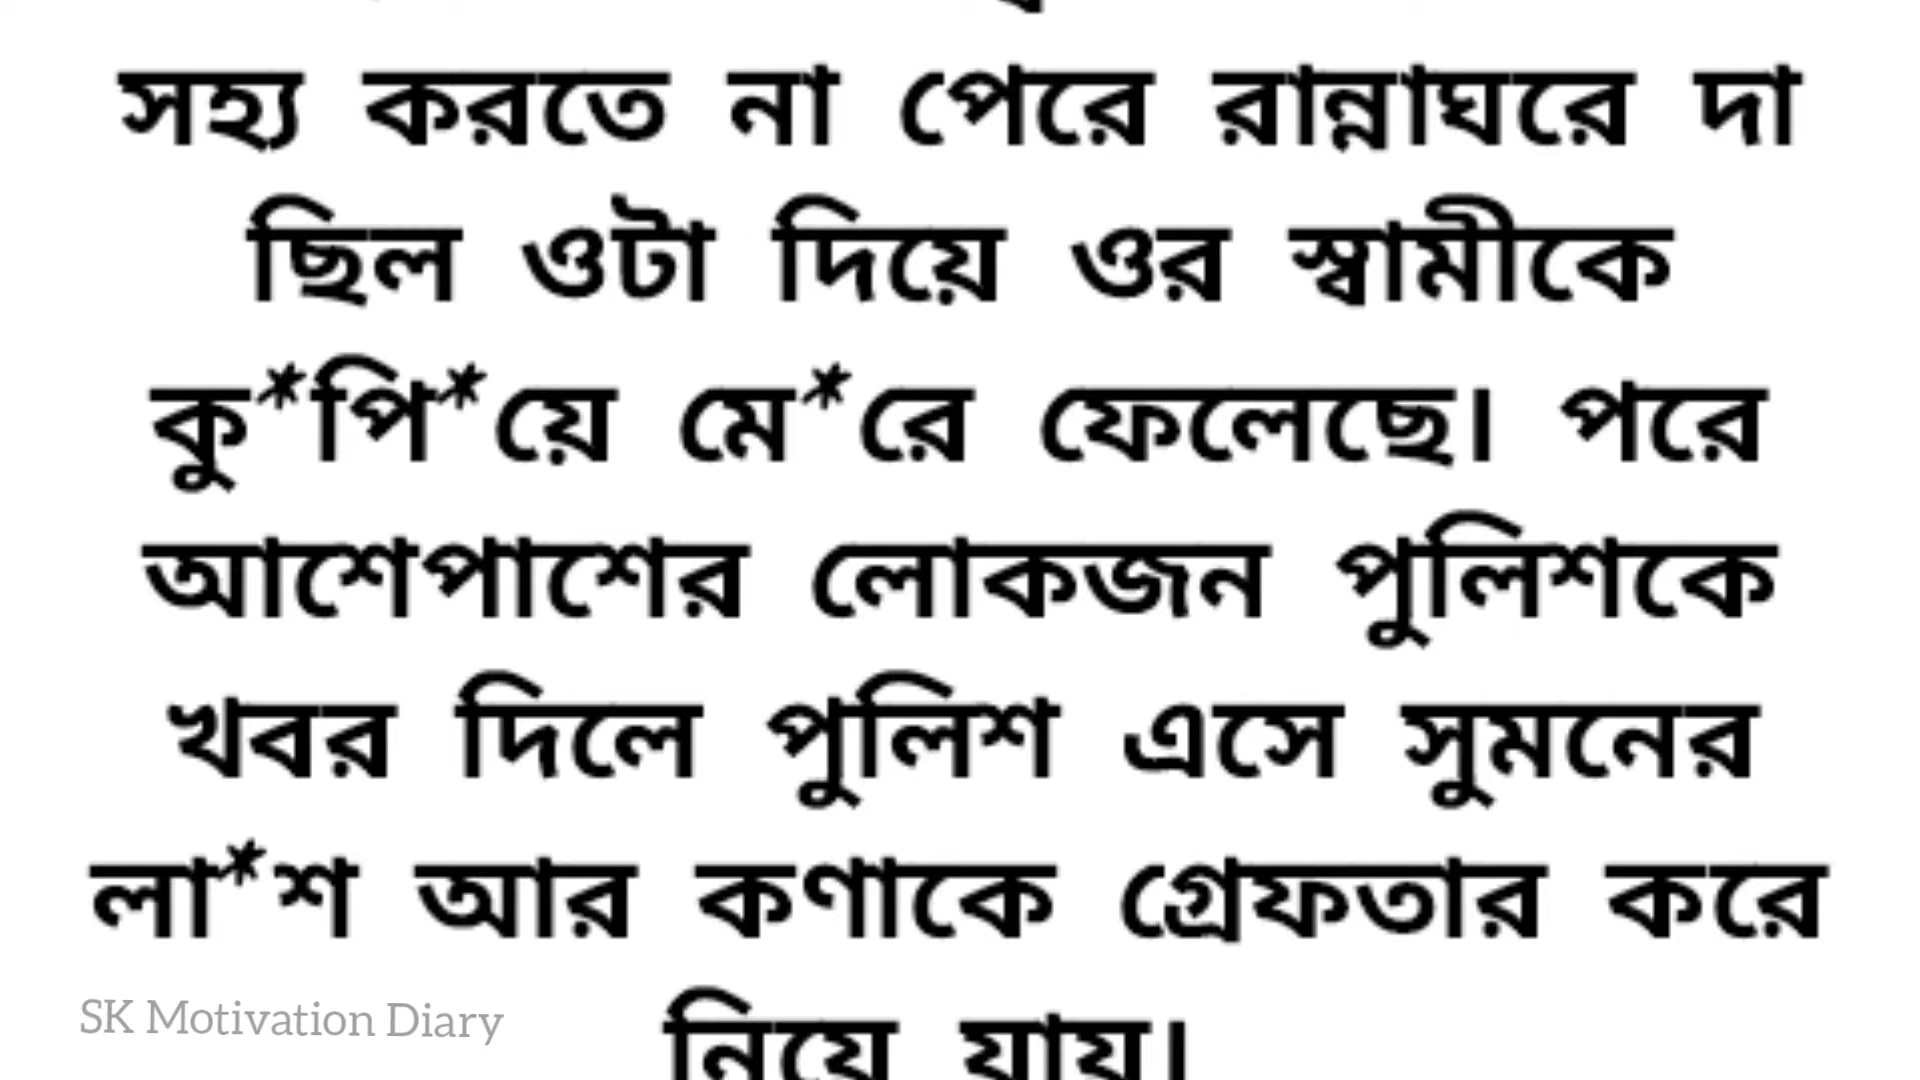 সহ্য করতে না পেরে রান্নাঘরে দা
ছিল ওটা দিয়ে ওর স্বামীকে
কু*পি*য়ে মে*রে ফেলেছে। পরে
আশেপাশের লোকজন পুলিশকে
খবর দিলে পুলিশ এসে সুমনের
লা*শ আর কণাকে গ্রেফতার করে
নিয়ে যায়।
SK Motivation Diary